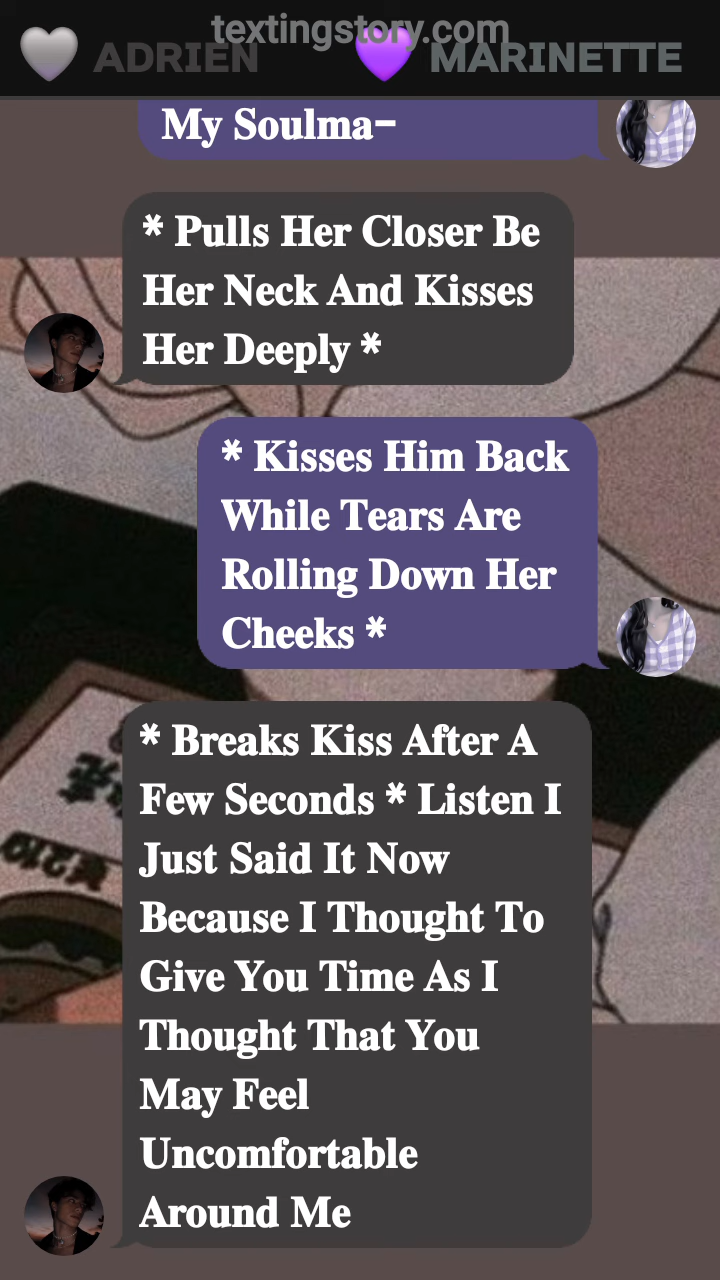 textingstory.com
ADRIEN
MARINETTE
My Soulma-
* Pulls Her Closer Be
Her Neck And Kisses
Her Deeply *
* Kisses Him Back
While Tears Are
Rolling Down Her
Cheeks *
* Breaks Kiss After A
Few Seconds * Listen I
Just Said It Now
Because I Thought To
Give You Time As I
Thought That You
May Feel
Uncomfortable
Around Me